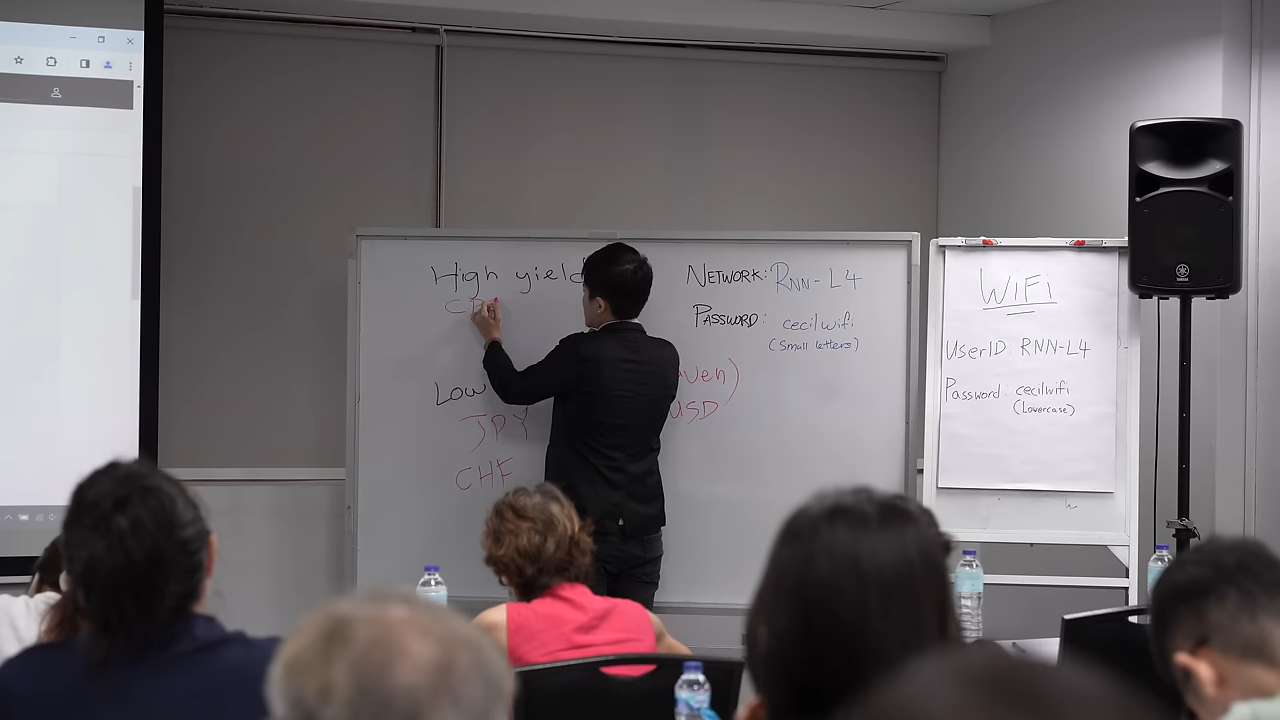 High yield
NETWORK: RNN-L4
PASSWORD: cecilwifi
(Small letters)
Low
JPY
USD
CHF
WIFI
UserID: RNN-L4
Password: cecilwifi
(Lowercase)
YAMAHA